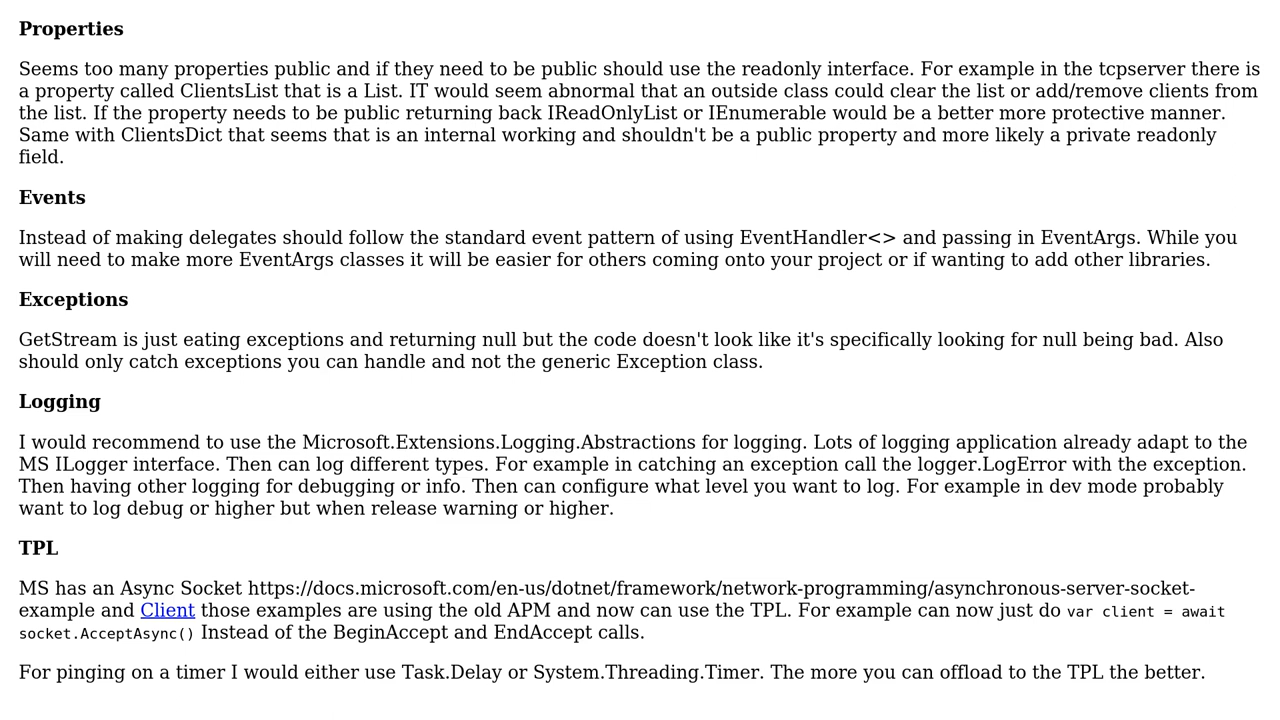 Properties
Seems too many properties public and if they need to be public should use the readonly interface. For example in the tcpserver there is
a property called ClientsList that is a List. IT would seem abnormal that an outside class could clear the list or add/remove clients from
the list. If the property needs to be public returning back IReadOnlyList or IEnumerable would be a better more protective manner.
Same with ClientsDict that seems that is an internal working and shouldn't be a public property and more likely a private readonly
field.
Events
Instead of making delegates should follow the standard event pattern of using EventHandler<> and passing in EventArgs. While you
will need to make more EventArgs classes it will be easier for others coming onto your project or if wanting to add other libraries.
Exceptions
GetStream is just eating exceptions and returning null but the code doesn't look like it's specifically looking for null being bad. Also
should only catch exceptions you can handle and not the generic Exception class.
Logging
I would recommend to use the Microsoft.Extensions.Logging.Abstractions for logging. Lots of logging application already adapt to the
MS ILogger interface. Then can log different types. For example in catching an exception call the logger.LogError with the exception.
Then having other logging for debugging or info. Then can configure what level you want to log. For example in dev mode probably
want to log debug or higher but when release warning or higher.
TPL
MS has an Async Socket https://docs.microsoft.com/en-us/dotnet/framework/network-programming/asynchronous-server-socket-
example and Client those examples are using the old APM and now can use the TPL. For example can now just do var client = await
socket.AcceptAsync() Instead of the BeginAccept and EndAccept calls.
For pinging on a timer I would either use Task.Delay or System.Threading.Timer. The more you can offload to the TPL the better.